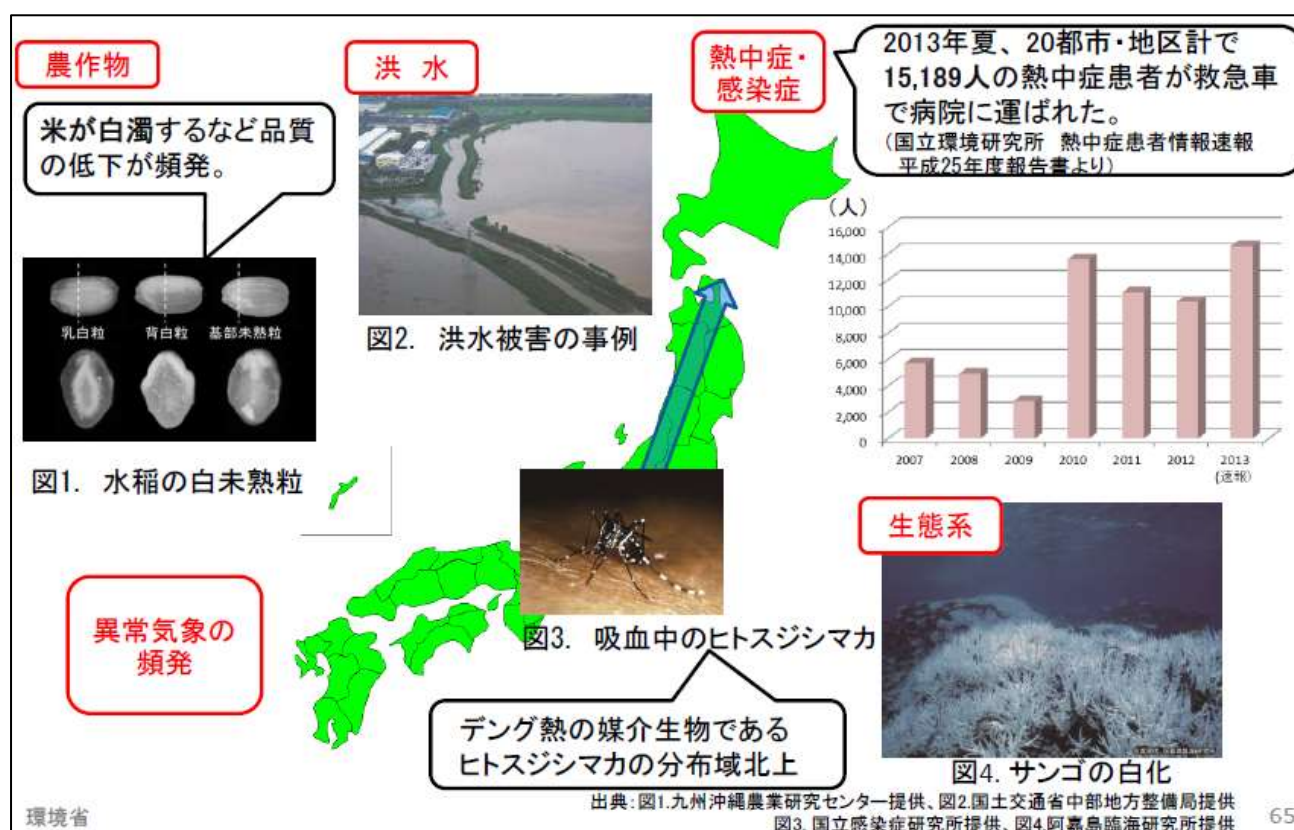 農作物
米が白濁するなど品質
の低下が頻発。
乳白粒 背白粒 基部未熟粒
図1. 水稲の白未熟粒
洪 水
図2. 洪水被害の事例
熱中症・
感染症
2013年夏、20都市・地区計で
15,189人の熱中症患者が救急車
で病院に運ばれた。
(国立環境研究所 熱中症患者情報速報
平成25年度報告書より)
(人)
16,000
14,000
12,000
10,000
8,000
6,000
4,000
2,000
0
2007 2008 2009 2010 2011 2012 2013
(速報)
異常気象の
頻発
図3. 吸血中のヒトスジシマカ
デング熱の媒介生物である
ヒトスジシマカの分布域北上
生態系
図4.サンゴの白化
出典:図1.九州沖縄農業研究センター提供、図2.国土交通省中部地方整備局提供
図3.国立感染症研究所提供、図4.阿嘉島臨海研究所提供
環境省
65